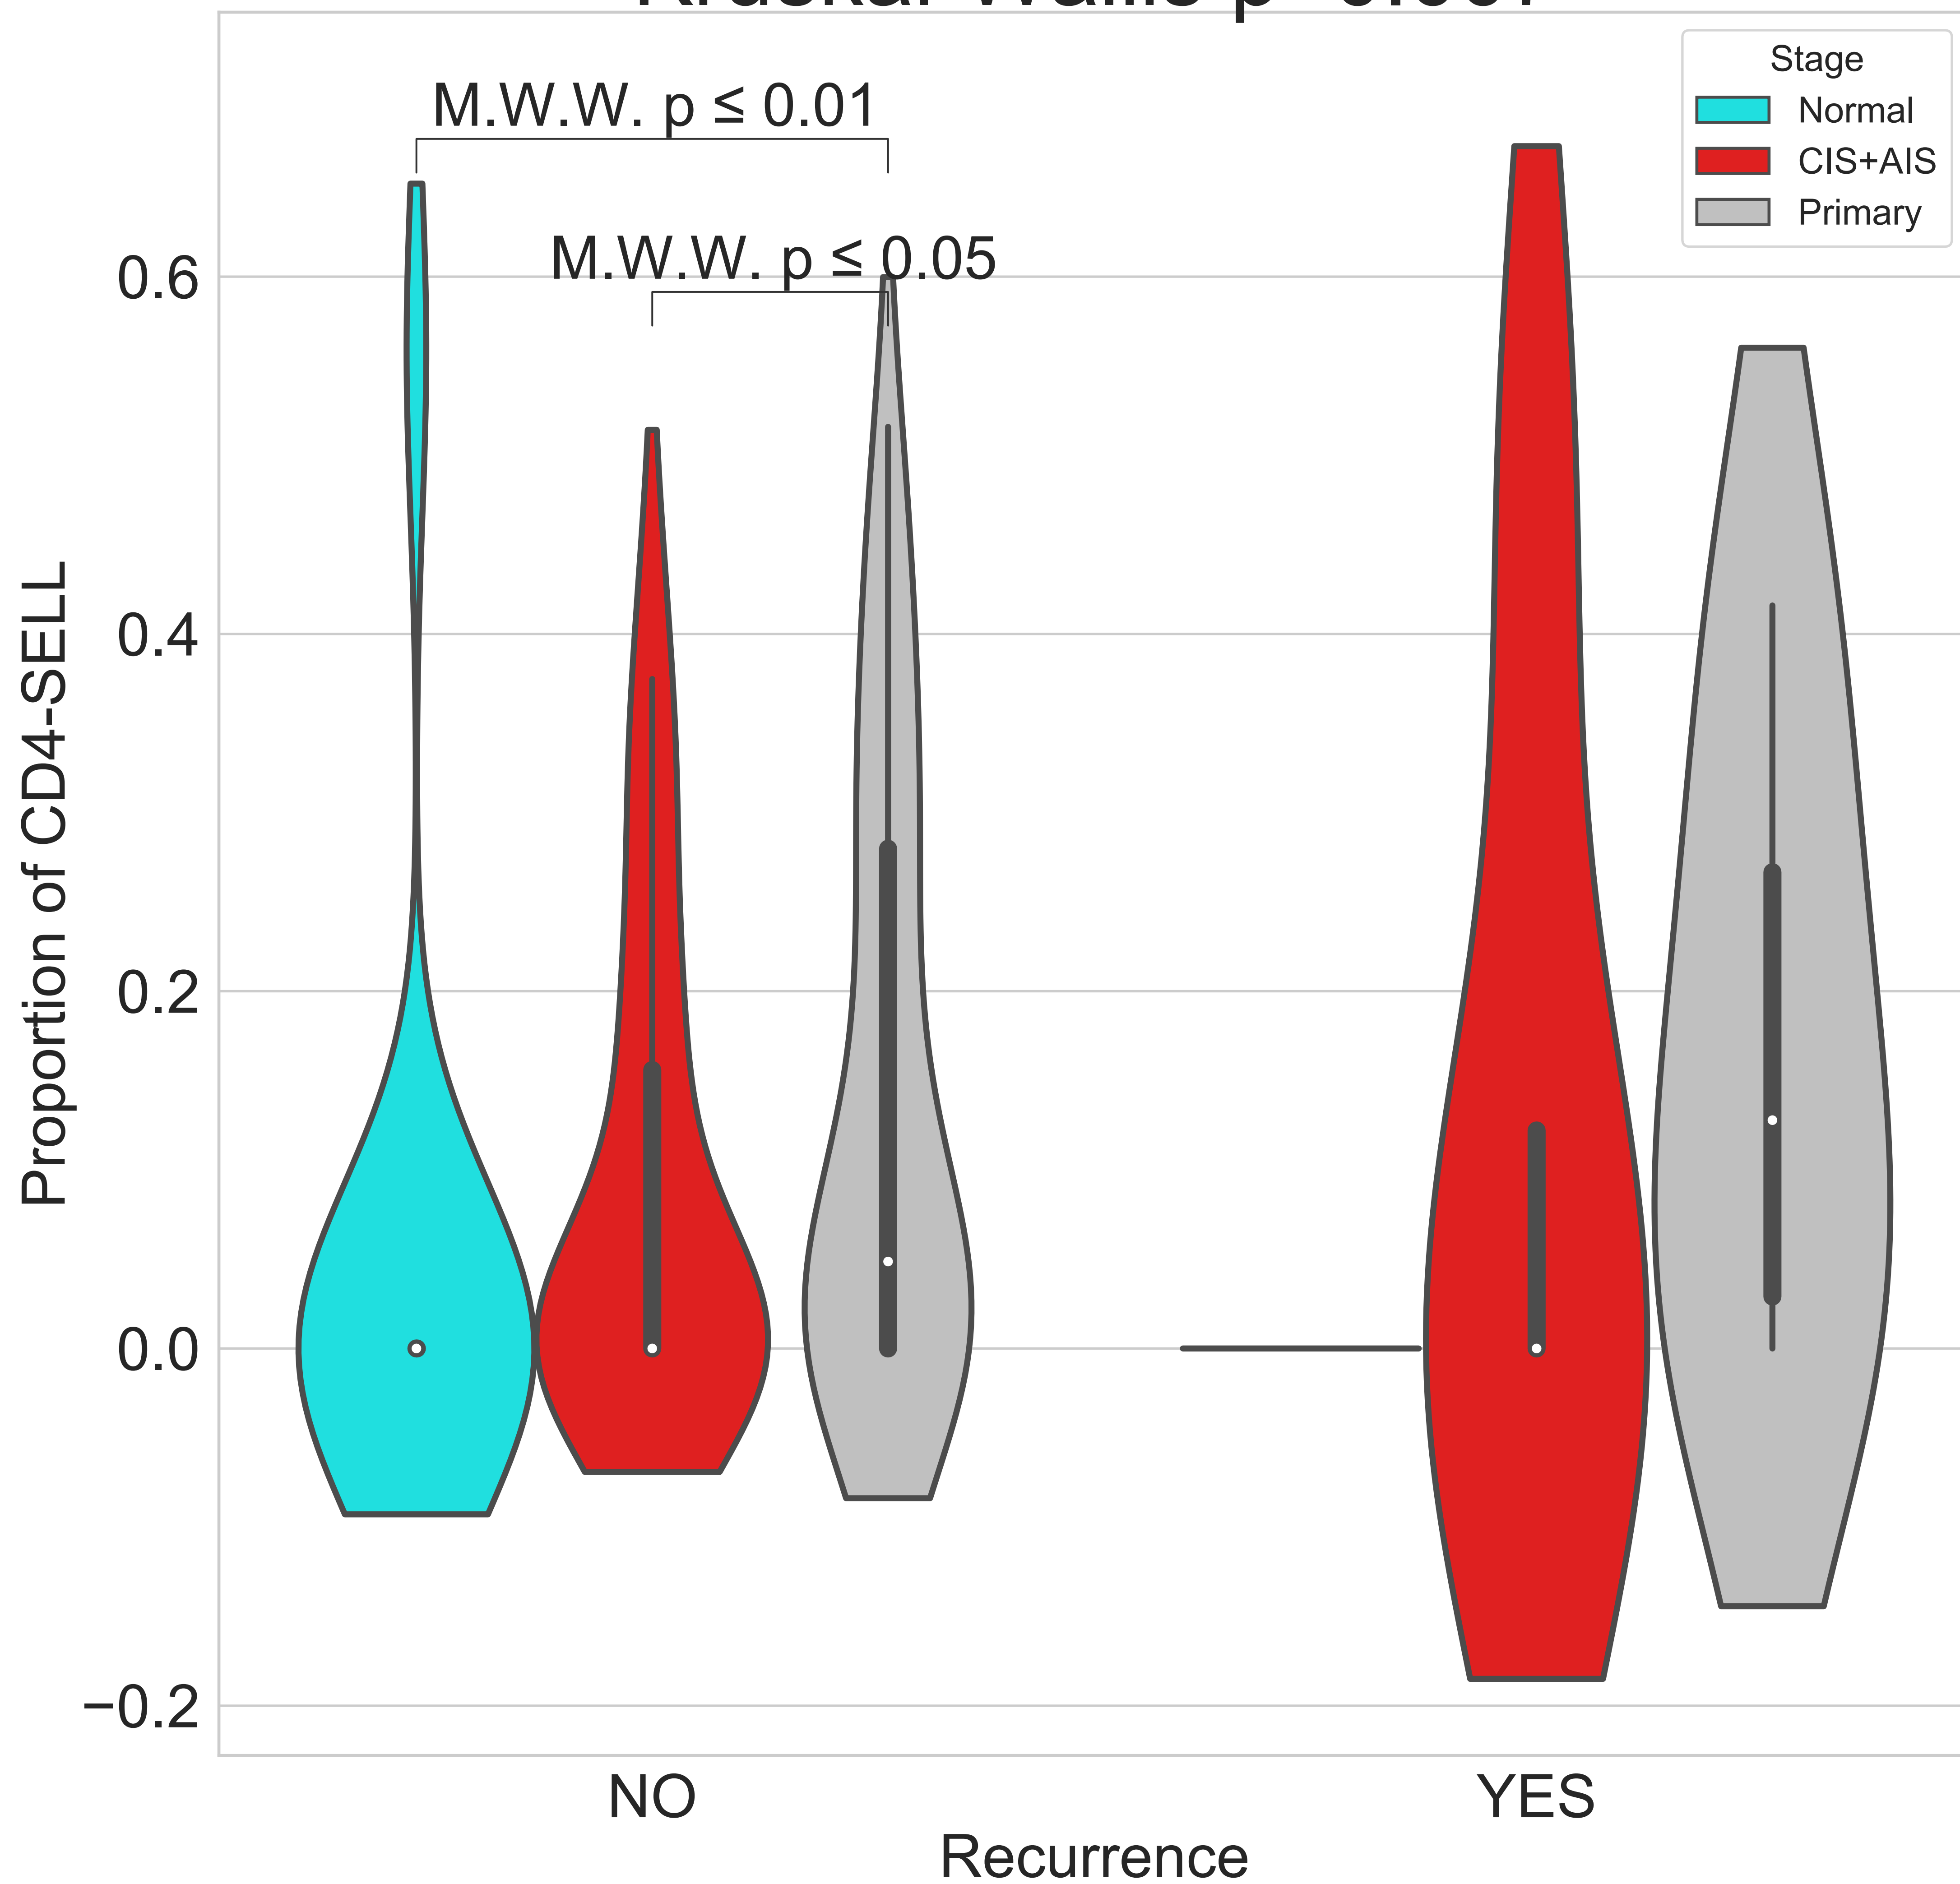 Stage
Normal
CIS+AIS
Primary
M.W.W. p ≤ 0.01
M.W.W. p ≤ 0.05
0.6
0.4
0.2
0.0
−0.2
Proportion of CD4-SELL
NO
YES
Recurrence